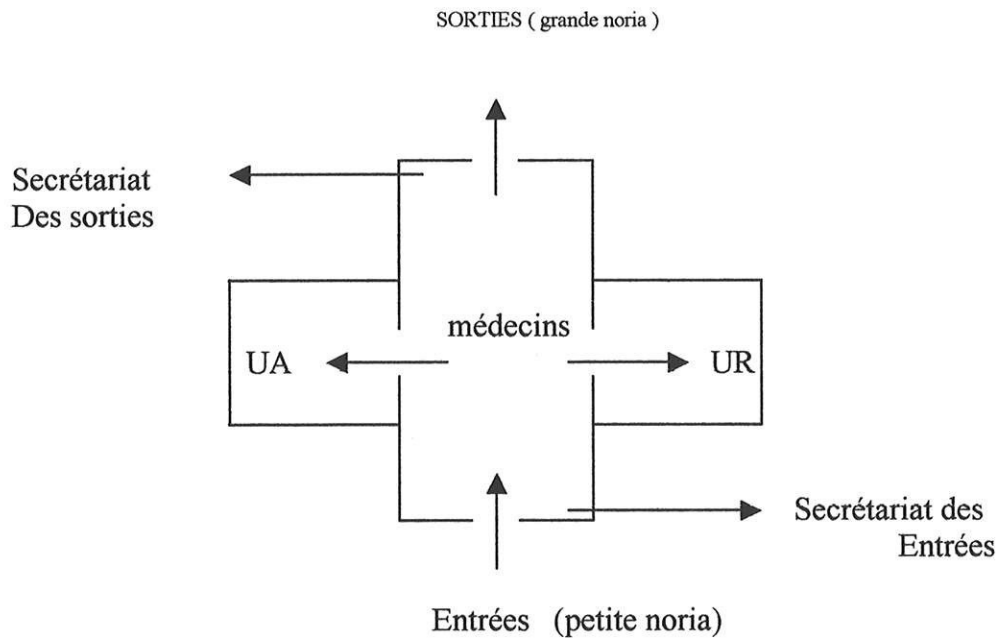 SORTIES ( grande noria )
Secrétariat
Des sorties
médecins
UA
UR
Secrétariat des
Entrées
Entrées (petite noria)